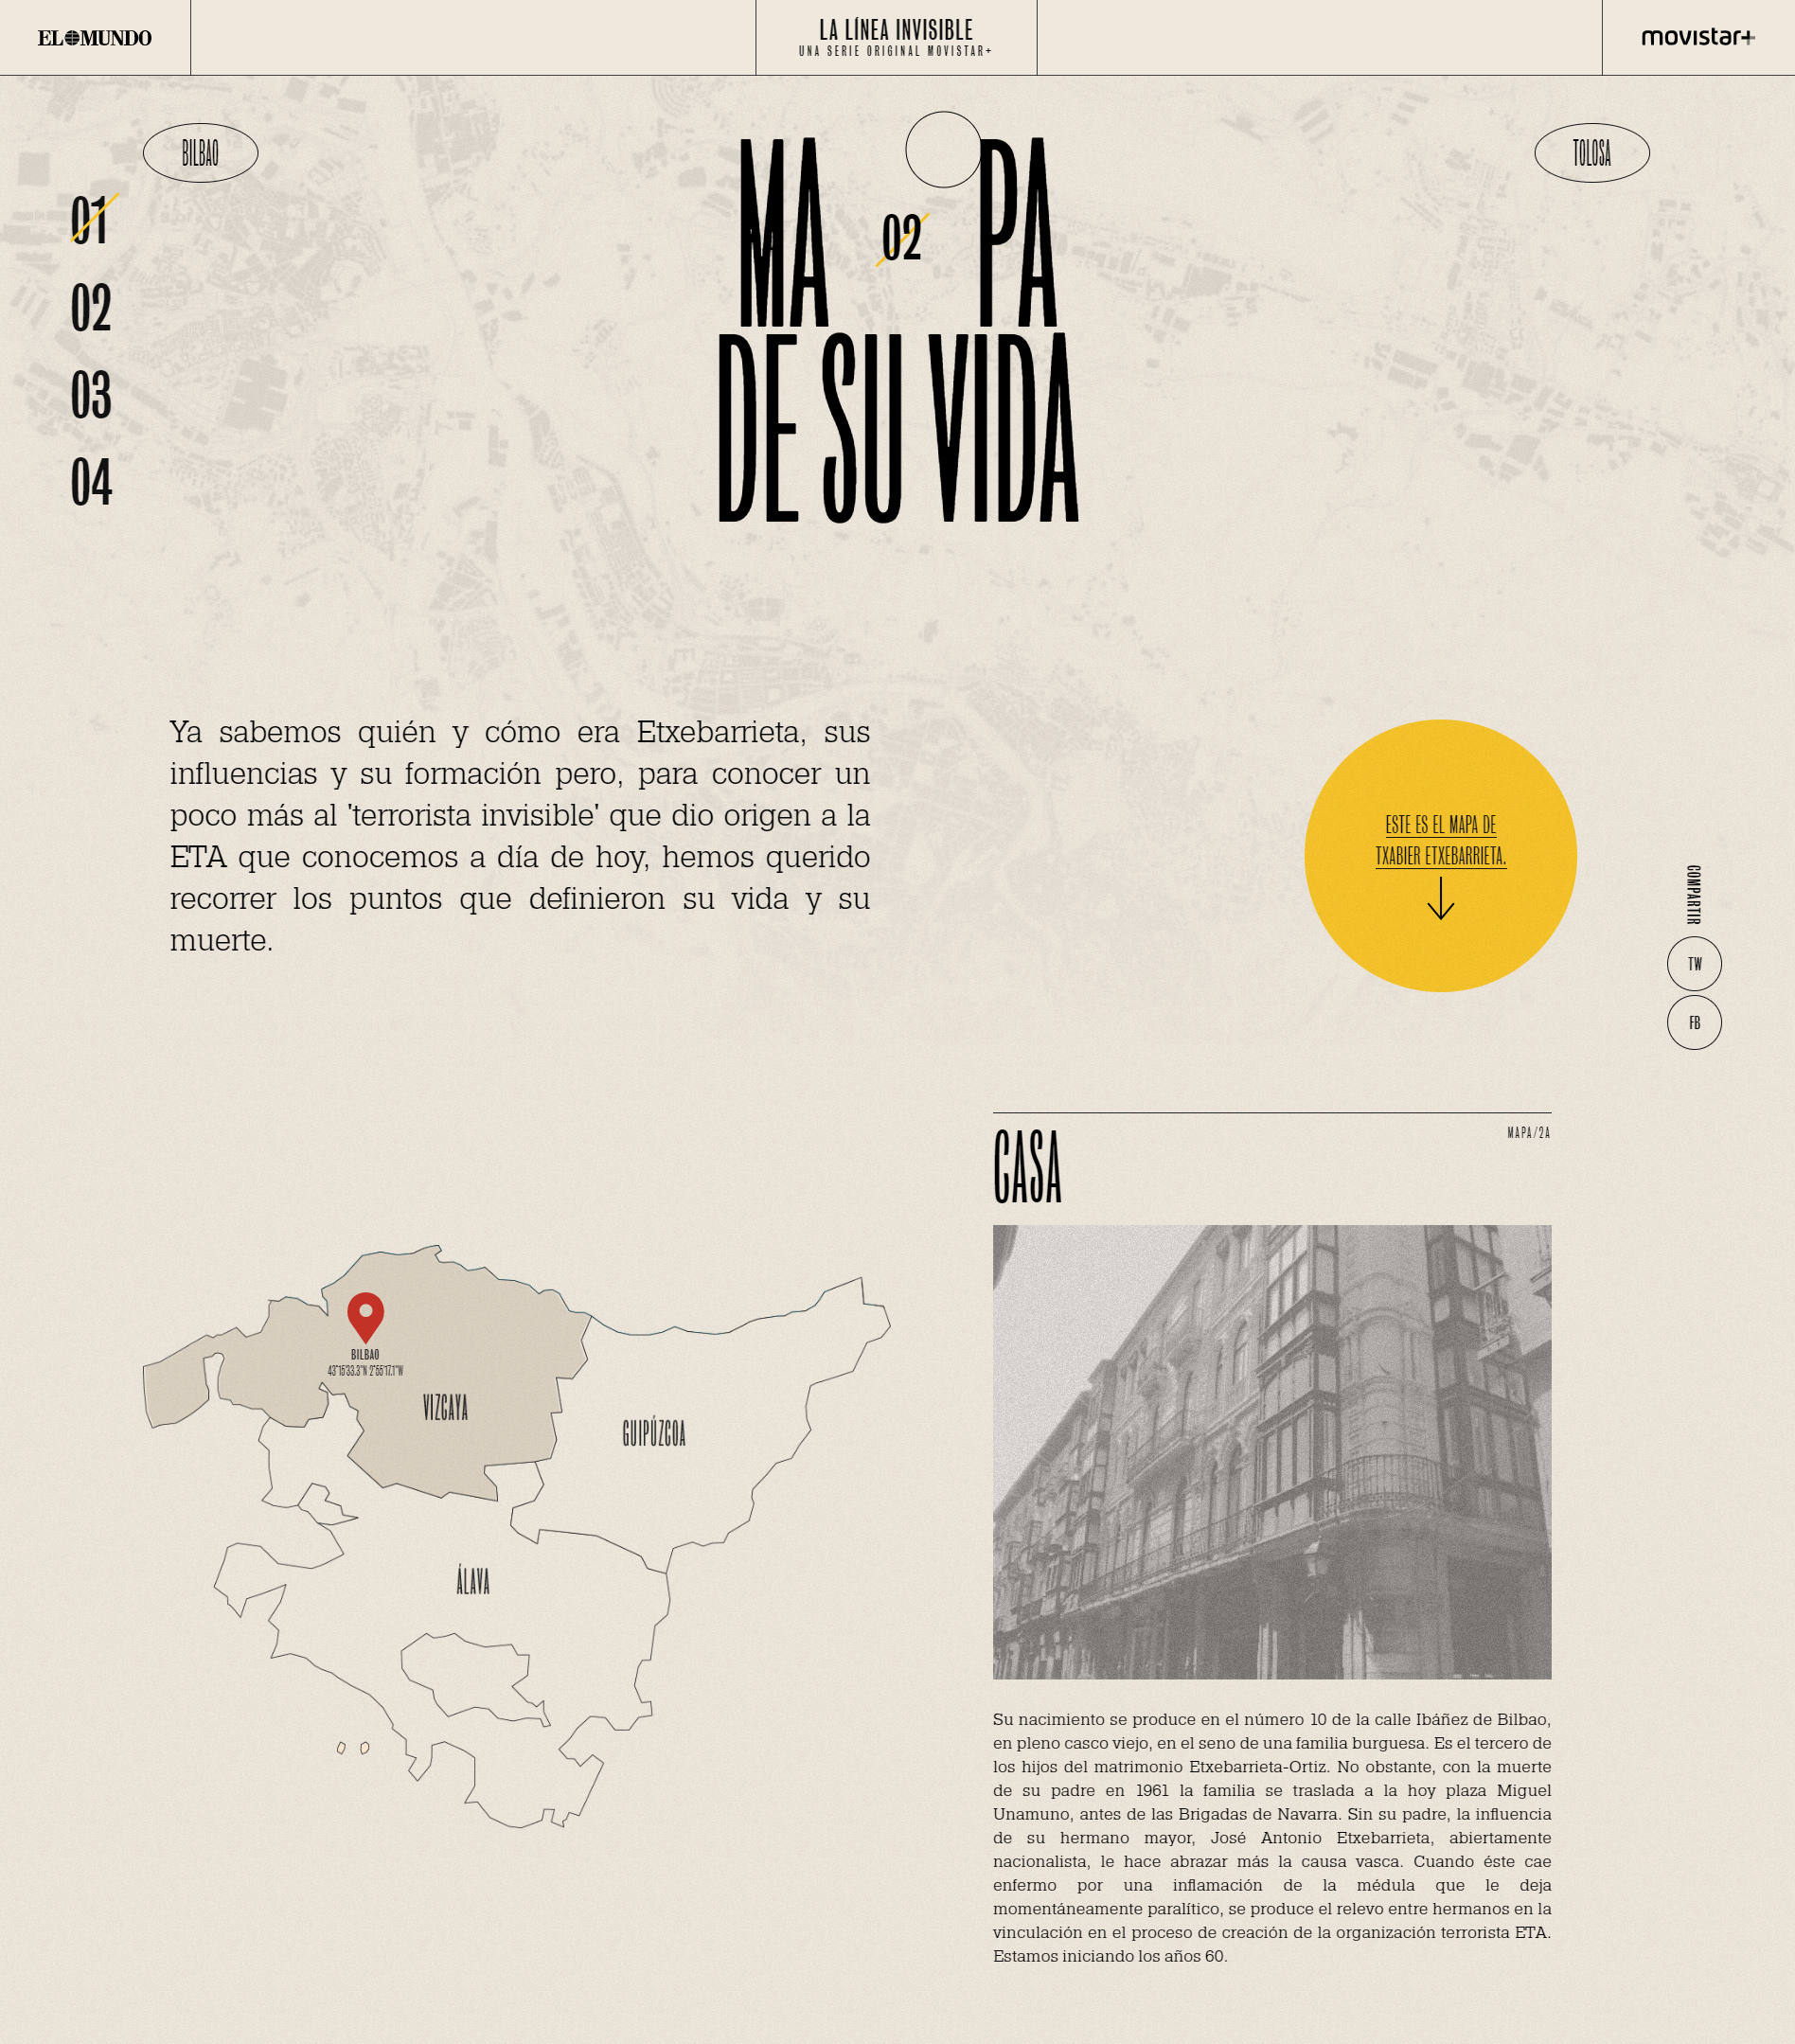 EL MUNDO
LA LÍNEA INVISIBLE
UNA SERIE ORIGINAL MOVISTAR+
movistar+
BILBAO
TOLOSA
01
02
03
04
MA PA
02
DE SU VIDA
Ya sabemos quién y cómo era Etxebarrieta, sus
influencias y su formación pero, para conocer un
poco más al 'terrorista invisible' que dio origen a la
ETA que conocemos a día de hoy, hemos querido
recorrer los puntos que definieron su vida y su
muerte.
ESTE ES EL MAPA DE
TXABIER ETXEBARRIETA.
COMPARTIR
TW
FB
CASA
MAPA/2A
BILBAO
43°15'33.3"N 2°55'17.1"W
VIZCAYA
GUIPÚZCOA
ÁLAVA
Su nacimiento se produce en el número 10 de la calle Ibáñez de Bilbao,
en pleno casco viejo, en el seno de una familia burguesa. Es el tercero de
los hijos del matrimonio Etxebarrieta-Ortiz. No obstante, con la muerte
de su padre en 1961 la familia se traslada a la hoy plaza Miguel
Unamuno, antes de las Brigadas de Navarra. Sin su padre, la influencia
de su hermano mayor, José Antonio Etxebarrieta, abiertamente
nacionalista, le hace abrazar más la causa vasca. Cuando éste cae
enfermo por una inflamación de la médula que le deja
momentáneamente paralítico, se produce el relevo entre hermanos en la
vinculación en el proceso de creación de la organización terrorista ETA.
Estamos iniciando los años 60.